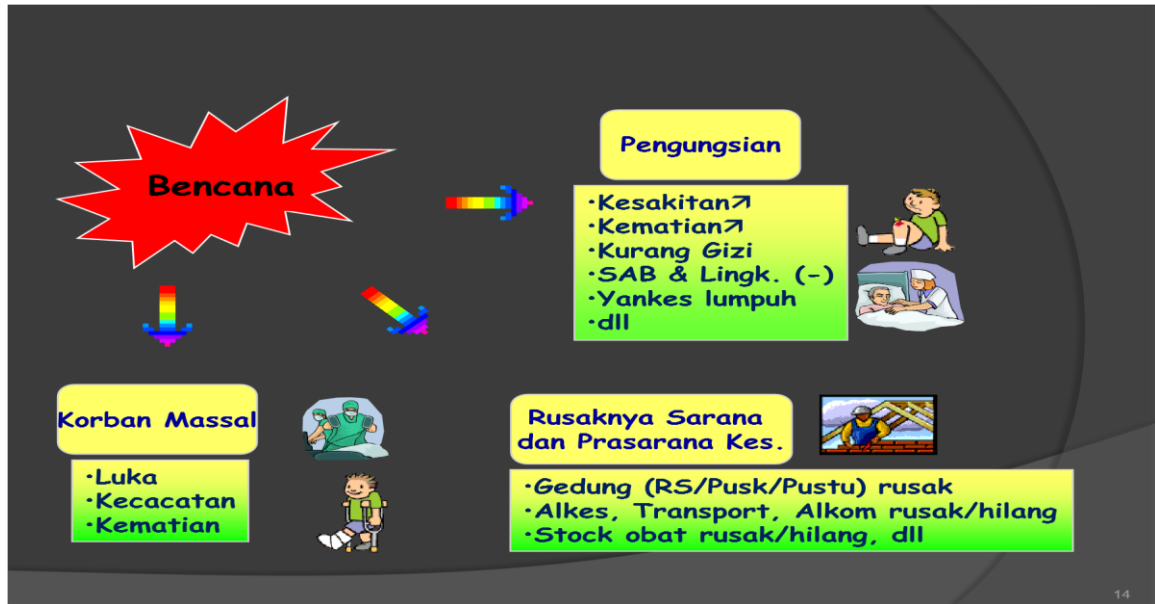 Bencana
Pengungsian
·Kesakitan↗
·Kematian↗
·Kurang Gizi
·SAB & Lingk. (-)
·Yankes lumpuh
·dll
Korban Massal
·Luka
·Kecacatan
·Kematian
Rusaknya Sarana
dan Prasarana Kes.
·Gedung (RS/Pusk/Pustu) rusak
·Alkes, Transport, Alkom rusak/hilang
·Stock obat rusak/hilang, dll
14